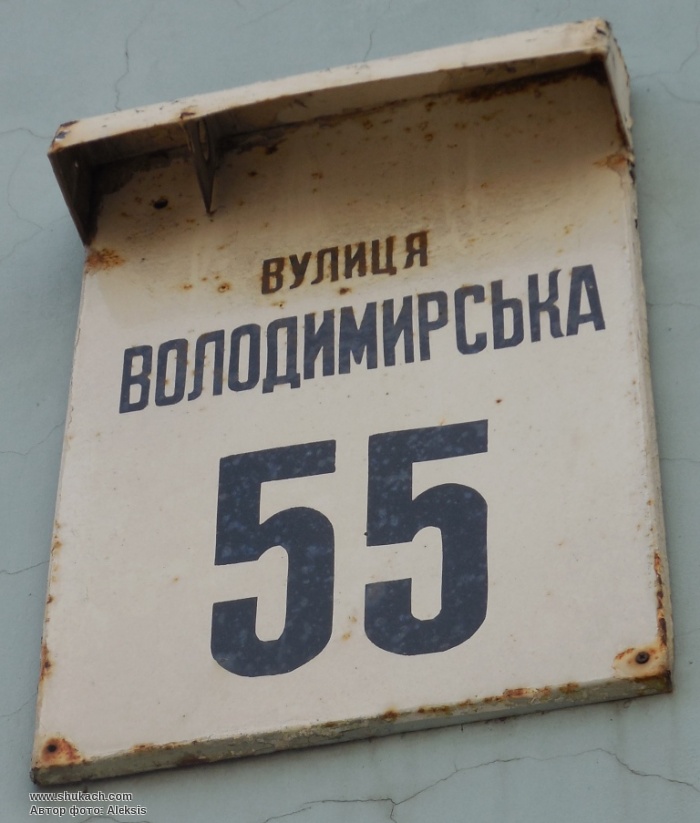 ВУЛИЦЯ
ВОЛОДИМИРСЬКА
55
www.shukach.com
Автор фото: Aleksis